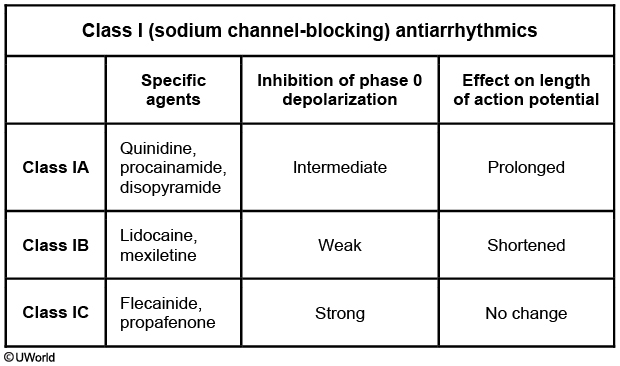 Class I (sodium channel-blocking) antiarrhythmics
Specific
agents
Inhibition of phase 0
depolarization
Effect on length
of action potential
Class IA
Quinidine,
procainamide,
disopyramide
Intermediate
Prolonged
Class IB
Lidocaine,
mexiletine
Weak
Shortened
Class IC
Flecainide,
propafenone
Strong
No change
© UWorld